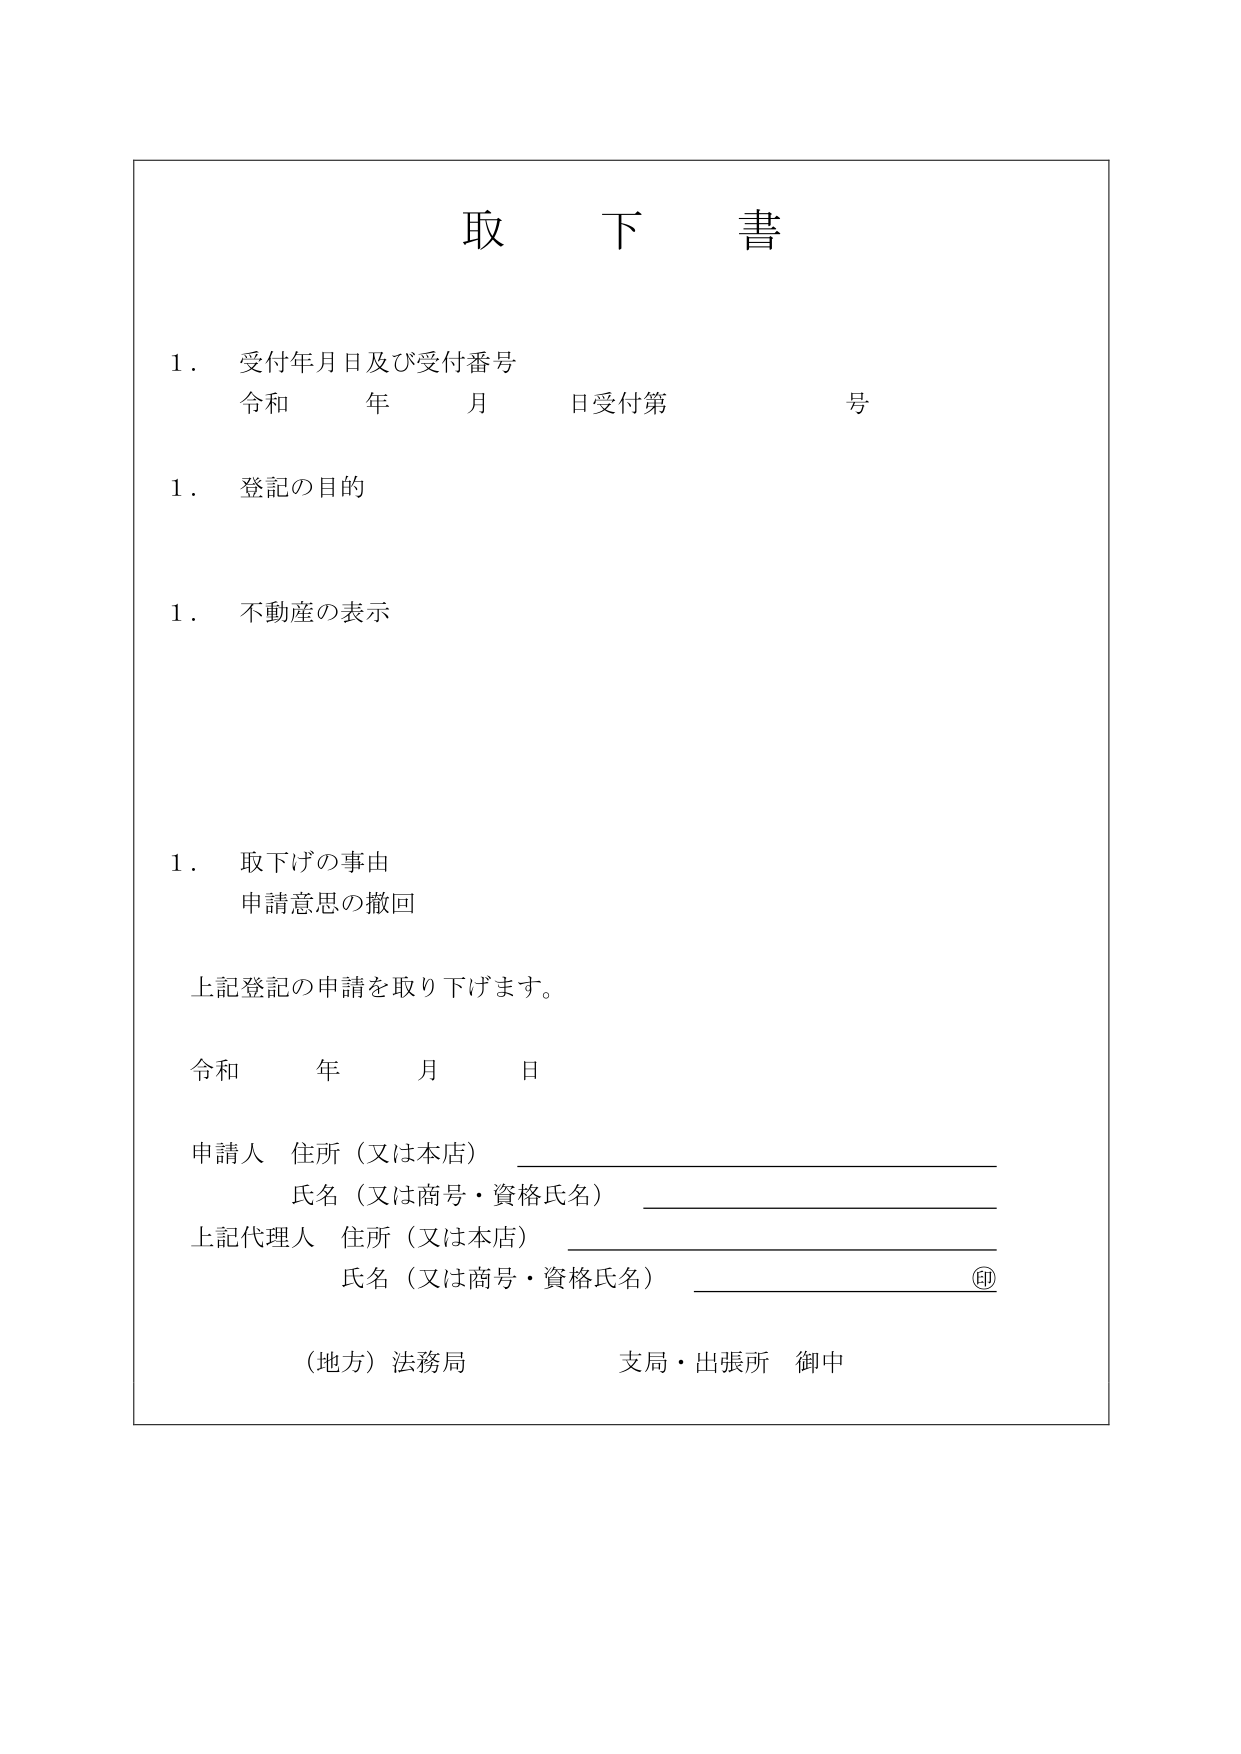 取　下　書
１．　受付年月日及び受付番号
令和　　　年　　　月　　　日受付第　　　　　　　号
１．　登記の目的
１．　不動産の表示
１．　取下げの事由
申請意思の撤回
上記登記の申請を取り下げます。
令和　　　年　　　月　　　日
申請人　住所（又は本店）
氏名（又は商号・資格氏名）
上記代理人　住所（又は本店）
氏名（又は商号・資格氏名）　　　　　　　　　　　㊞
（地方）法務局　　　　　　支局・出張所　御中